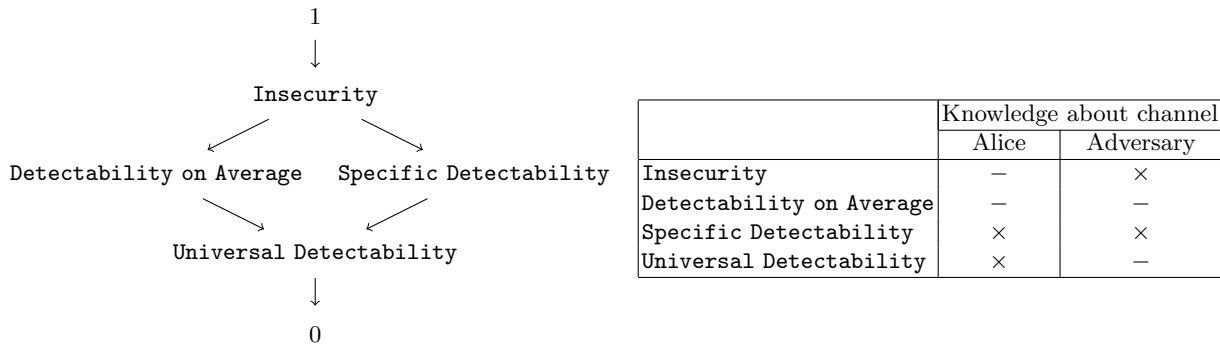 1
Insecurity
Detectability on Average Specific Detectability
Universal Detectability
0
Knowledge about channel
Alice Adversary
Insecurity − ×
Detectability on Average − −
Specific Detectability × ×
Universal Detectability × −